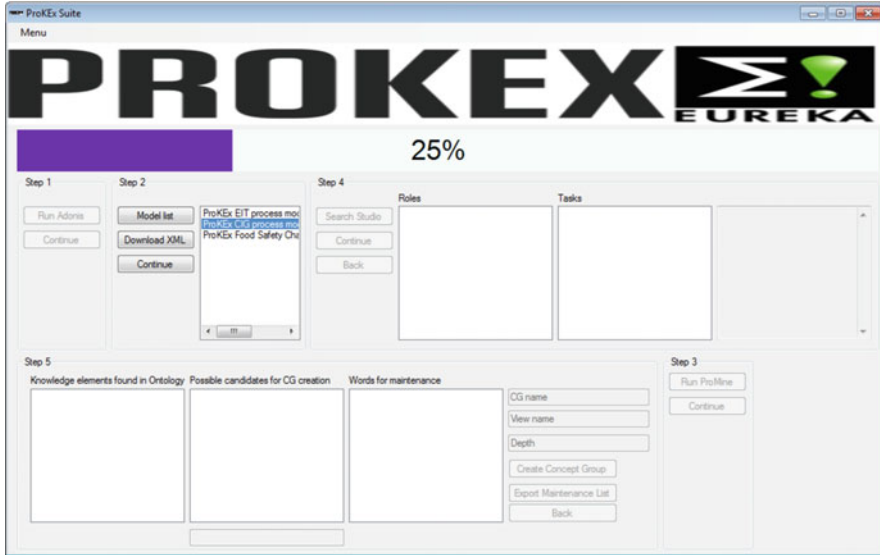 ProKEx Suite
Menu
PROKEX
EUREKA
25%
Step 1
Run Adonis
Continue
Step 2
Model list
Download XML
Continue
ProKEx EIT process mod
ProKEx CIG process mod
ProKEx Food Safety Cha
Step 4
Search Studio
Continue
Back
Roles
Tasks
Step 5
Knowledge elements found in Ontology
Possible candidates for CG creation
Words for maintenance
CG name
View name
Depth
Create Concept Group
Export Maintenance List
Back
Step 3
Run ProMine
Continue